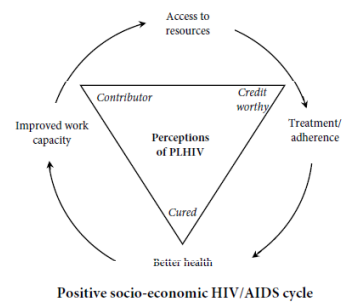 Access to
resources
Contributor
Credit
worthy
Improved work
capacity
Perceptions
of PLHIV
Treatment/
adherence
Cured
Better health
Positive socio-economic HIV/AIDS cycle